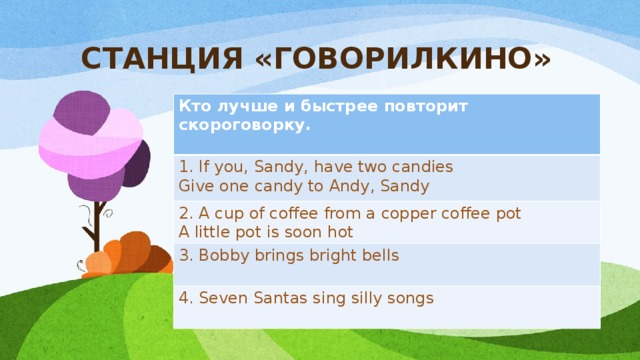 СТАНЦИЯ «ГОВОРИЛКИНО»
Кто лучше и быстрее повторит
скороговорку.
1. If you, Sandy, have two candies
Give one candy to Andy, Sandy
2. A cup of coffee from a copper coffee pot
A little pot is soon hot
3. Bobby brings bright bells
4. Seven Santas sing silly songs